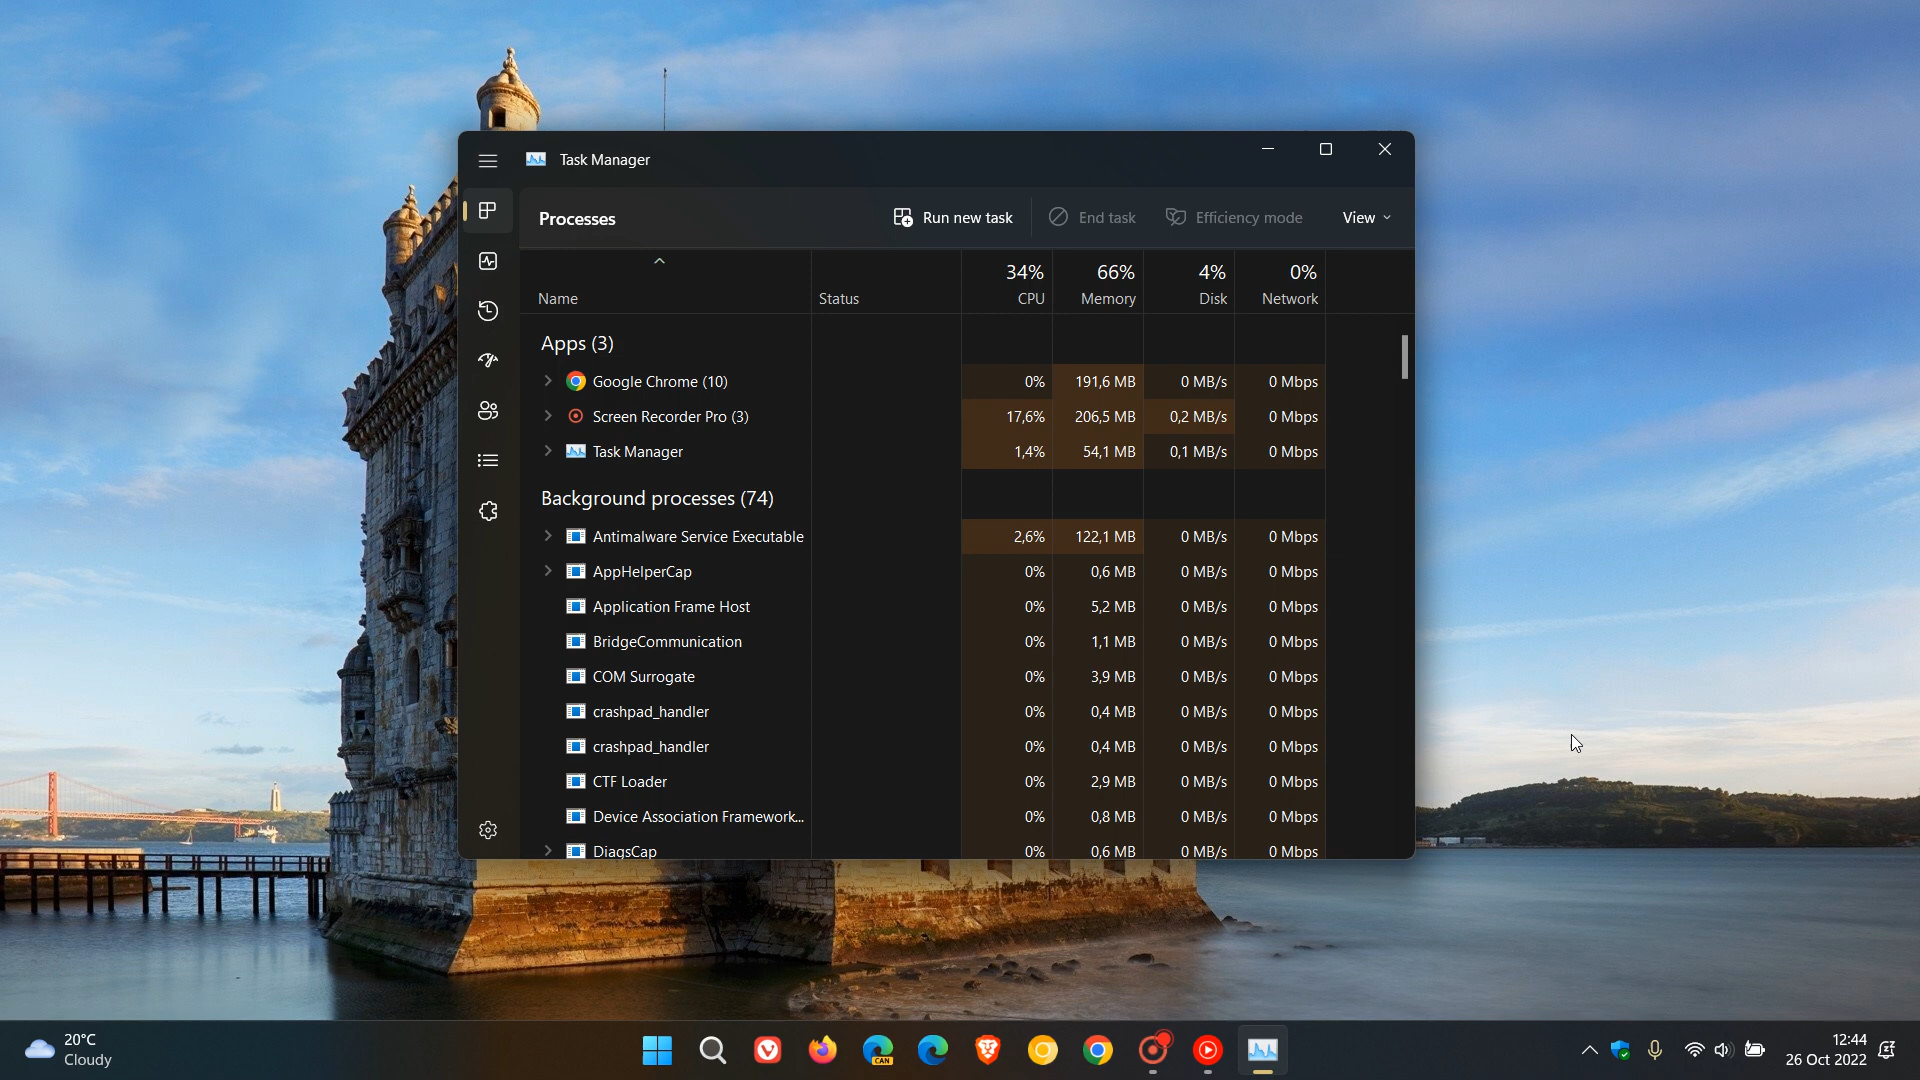 Task Manager
Processes
Run new task
End task
Efficiency mode
View
34% 66% 4% 0%
Name Status CPU Memory Disk Network
Apps (3)
Google Chrome (10) 0% 191,6 MB 0 MB/s 0 Mbps
Screen Recorder Pro (3) 17,6% 206,5 MB 0,2 MB/s 0 Mbps
Task Manager 1,4% 54,1 MB 0,1 MB/s 0 Mbps
Background processes (74)
Antimalware Service Executable 2,6% 122,1 MB 0 MB/s 0 Mbps
AppHelperCap 0% 0,6 MB 0 MB/s 0 Mbps
Application Frame Host 0% 5,2 MB 0 MB/s 0 Mbps
BridgeCommunication 0% 1,1 MB 0 MB/s 0 Mbps
COM Surrogate 0% 3,9 MB 0 MB/s 0 Mbps
crashpad_handler 0% 0,4 MB 0 MB/s 0 Mbps
crashpad_handler 0% 0,4 MB 0 MB/s 0 Mbps
CTF Loader 0% 2,9 MB 0 MB/s 0 Mbps
Device Association Framework... 0% 0,8 MB 0 MB/s 0 Mbps
DiagsCap 0% 0,6 MB 0 MB/s 0 Mbps
20°C
Cloudy
CAN
12:44
26 Oct 2022